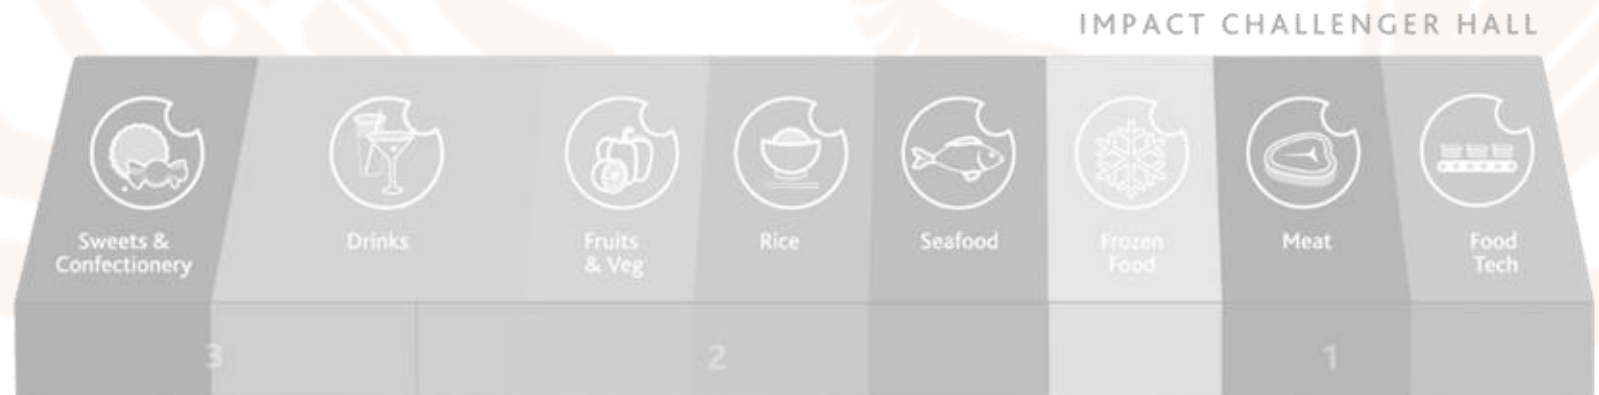 IMPACT CHALLENGER HALL
Sweets &
Confectionery
Drinks
Fruits
& Veg
Rice
Seafood
Frozen
Food
Meat
Food
Tech
3
2
1